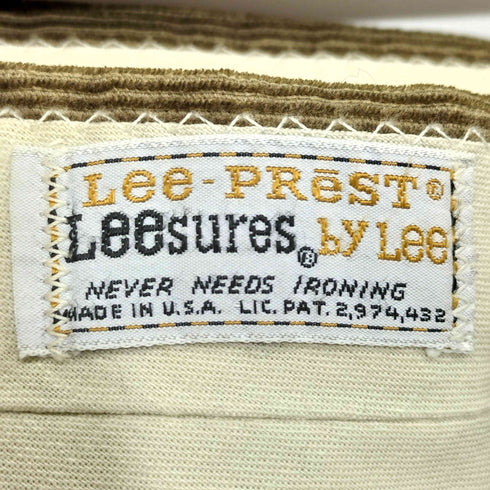 Lee-PRēST®
Leesures® by Lee
NEVER NEEDS IRONING
MADE IN U.S.A. LIC. PAT. 2,974,432